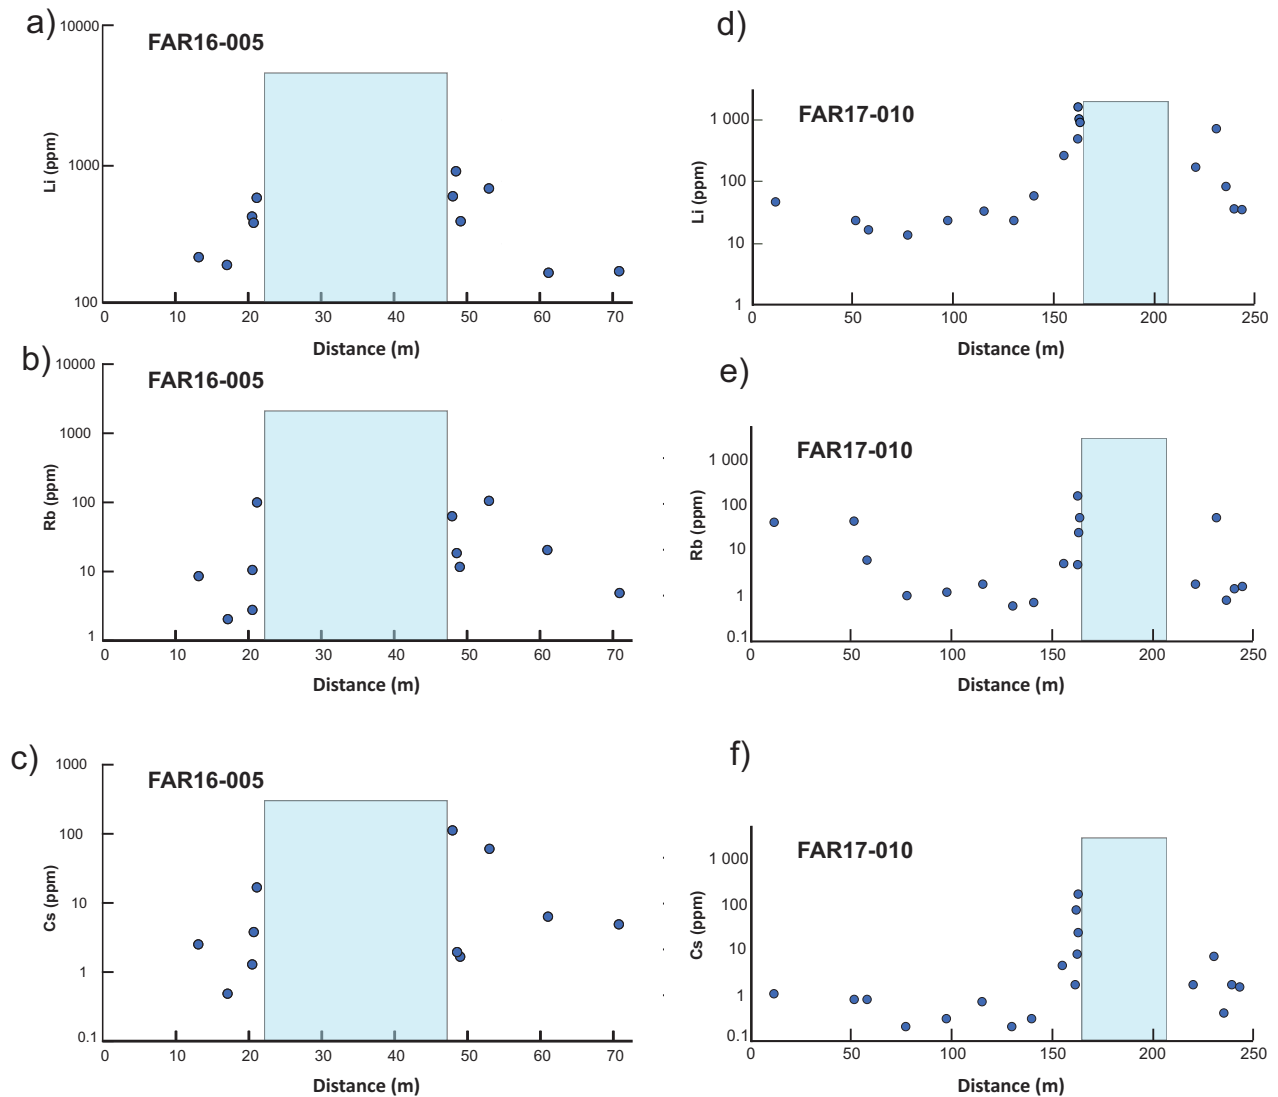 a)
FAR16-005
10000
1000
100
Li (ppm)
0 10 20 30 40 50 60 70
Distance (m)
b)
FAR16-005
10000
1000
100
10
1
Rb (ppm)
0 10 20 30 40 50 60 70
Distance (m)
c)
FAR16-005
1000
100
10
1
0.1
Cs (ppm)
0 10 20 30 40 50 60 70
Distance (m)
d)
FAR17-010
1 000
100
10
1
Li (ppm)
0 50 100 150 200 250
Distance (m)
e)
FAR17-010
1 000
100
10
1
0.1
Rb (ppm)
0 50 100 150 200 250
Distance (m)
f)
FAR17-010
1 000
100
10
1
0.1
Cs (ppm)
0 50 100 150 200 250
Distance (m)